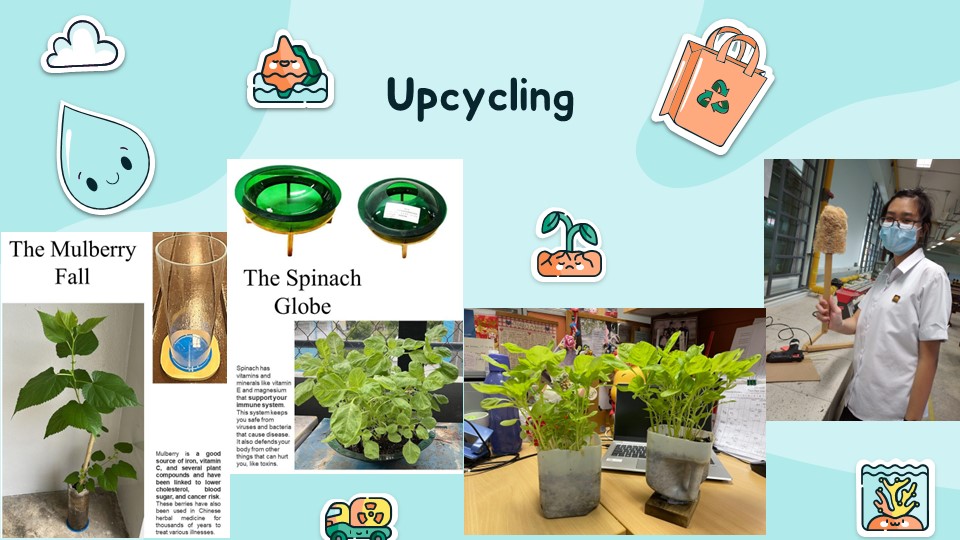 Upcycling
The Mulberry
Fall
Mulberry is a good
source of iron, vitamin
C, and several plant
compounds and have
been linked to lower
cholesterol, blood
sugar, and cancer risk.
These berries have also
been used in Chinese
herbal medicine for
thousands of years to
treat various illnesses.
The Spinach
Globe
Spinach has
vitamins and
minerals like vitamin
E and magnesium
that support your
immune system.
This system keeps
you safe from
viruses and bacteria
that cause disease.
It also defends your
body from other
things that can hurt
you, like toxins.